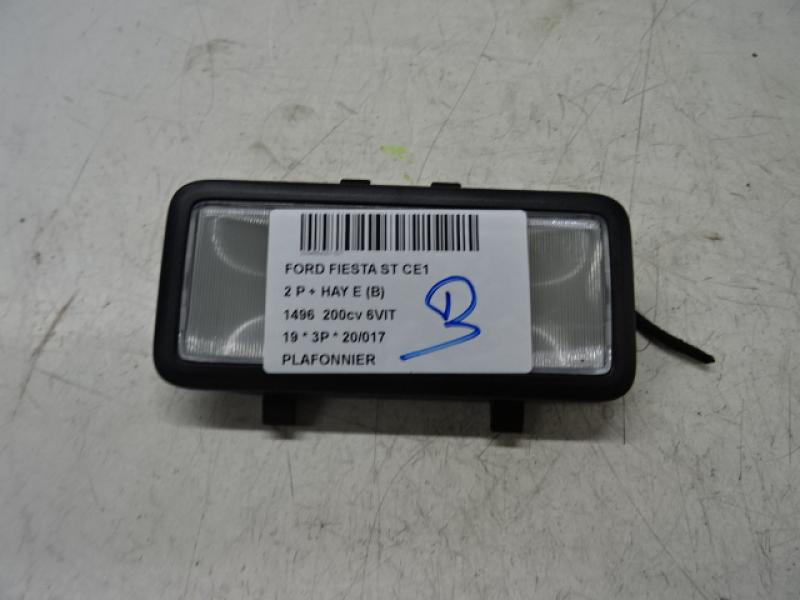 FORD FIESTA ST CE1
2 P + HAY E (B)
1496 200cv 6VIT
19 * 3P * 20/017
PLAFONNIER